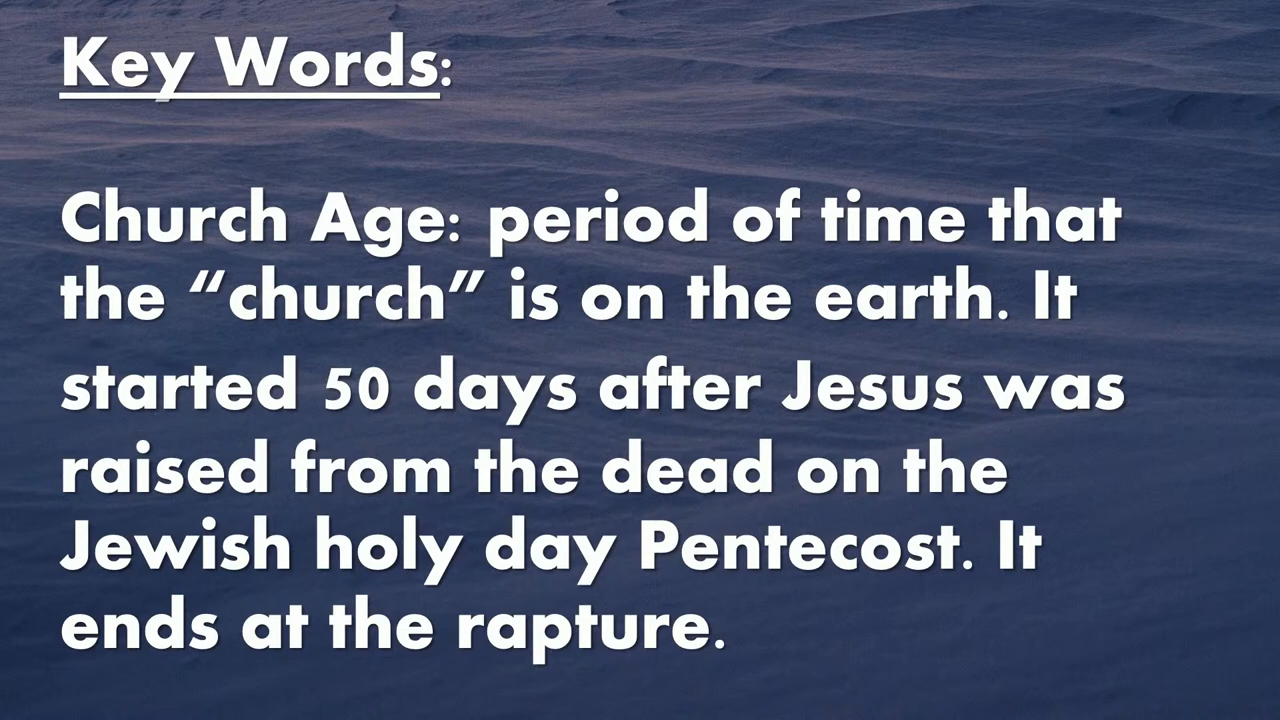 Key Words:
Church Age: period of time that
the “church” is on the earth. It
started 50 days after Jesus was
raised from the dead on the
Jewish holy day Pentecost. It
ends at the rapture.